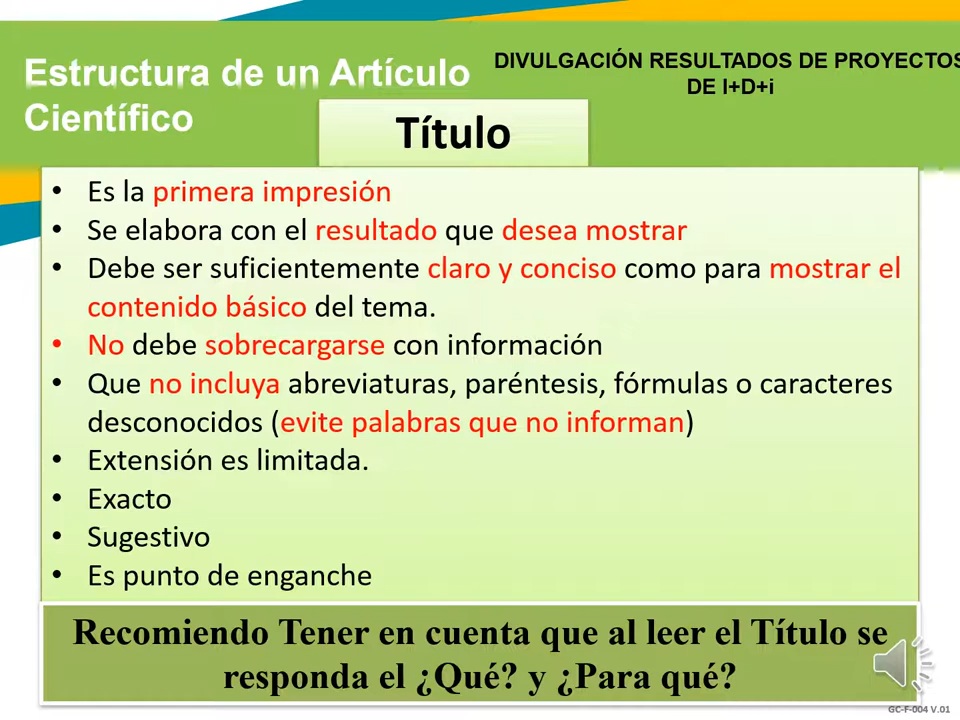 Estructura de un Artículo
Científico
DIVULGACIÓN RESULTADOS DE PROYECTOS
DE I+D+i
Título
• Es la primera impresión
• Se elabora con el resultado que desea mostrar
• Debe ser suficientemente claro y conciso como para mostrar el
contenido básico del tema.
• No debe sobrecargarse con información
• Que no incluya abreviaturas, paréntesis, fórmulas o caracteres
desconocidos (evite palabras que no informan)
• Extensión es limitada.
• Exacto
• Sugestivo
• Es punto de enganche
Recomiendo Tener en cuenta que al leer el Título se
responda el ¿Qué? y ¿Para qué?
GC-F-004 V.01